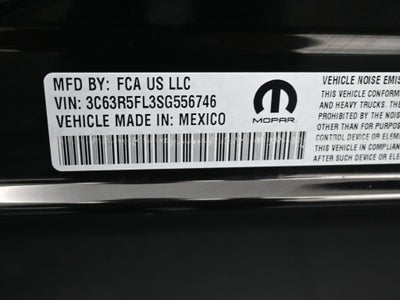 MFD BY: FCA US LLC
VIN: 3C63R5FL3SG556746
VEHICLE MADE IN: MEXICO
MOPAR
VEHICLE NOISE EMIS
THIS VEHICLE CONFORM
AND HEAVY TRUCKS. THE
PROHIBITED BY THE NOIS
OTHER THAN FOR PURPOS
CONTROL DEVICE OR ELEM
THIS VEHICLE IN COMPLIAN
AFTER SUCH DEVICE OR ELE